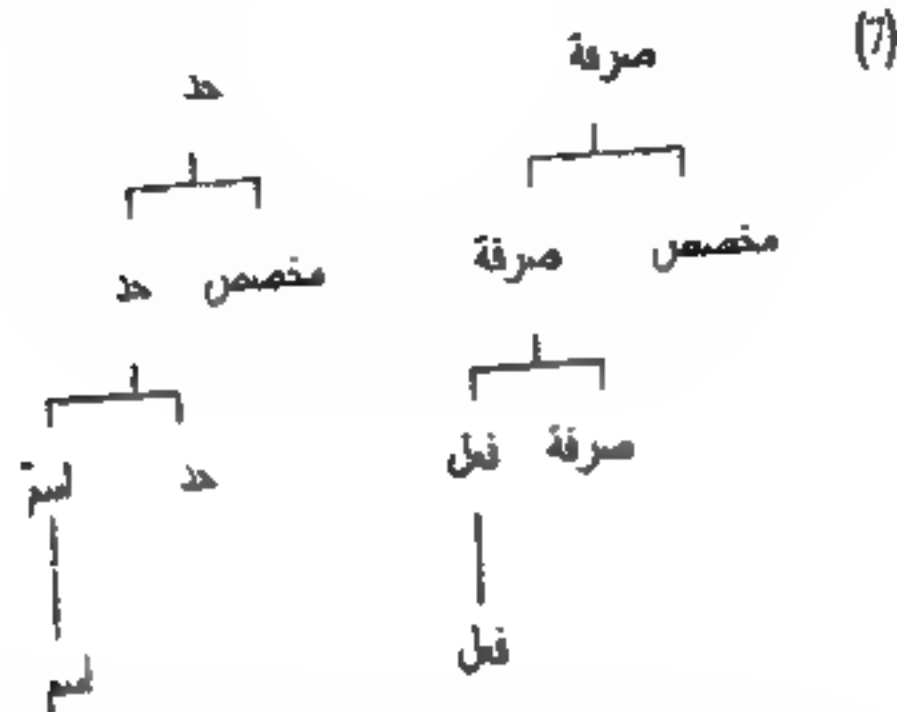 (7)
صرفة حد
مخصص صرفة مخصص حد
صرفة فعل حد اسم
فعل اسم